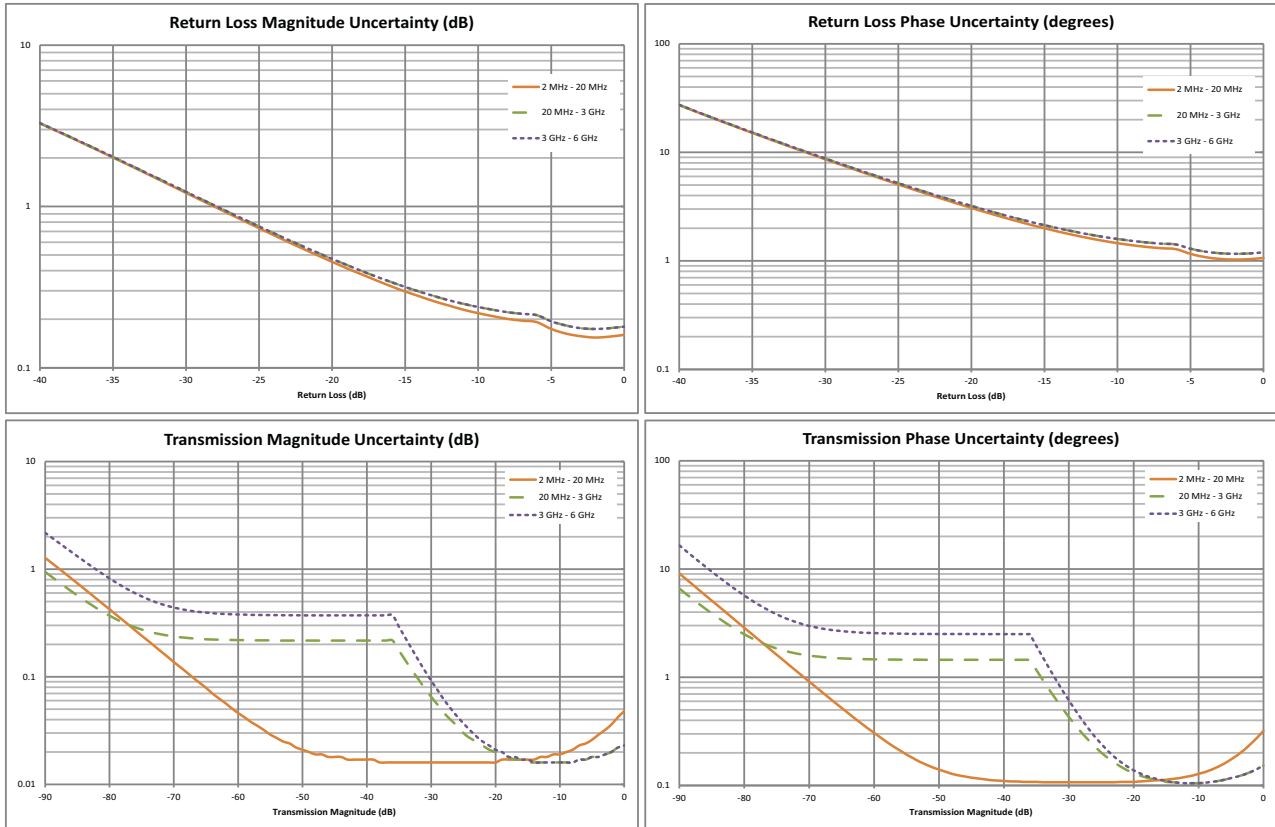 Return Loss Magnitude Uncertainty (dB)
10
1
0.1
2 MHz - 20 MHz
20 MHz - 3 GHz
3 GHz - 6 GHz
-40 -35 -30 -25 -20 -15 -10 -5 0
Return Loss (dB)
Return Loss Phase Uncertainty (degrees)
100
10
1
0.1
2 MHz - 20 MHz
20 MHz - 3 GHz
3 GHz - 6 GHz
-40 -35 -30 -25 -20 -15 -10 -5 0
Return Loss (dB)
Transmission Magnitude Uncertainty (dB)
10
1
0.1
0.01
2 MHz - 20 MHz
20 MHz - 3 GHz
3 GHz - 6 GHz
-90 -80 -70 -60 -50 -40 -30 -20 -10 0
Transmission Magnitude (dB)
Transmission Phase Uncertainty (degrees)
100
10
1
0.1
2 MHz - 20 MHz
20 MHz - 3 GHz
3 GHz - 6 GHz
-90 -80 -70 -60 -50 -40 -30 -20 -10 0
Transmission Magnitude (dB)